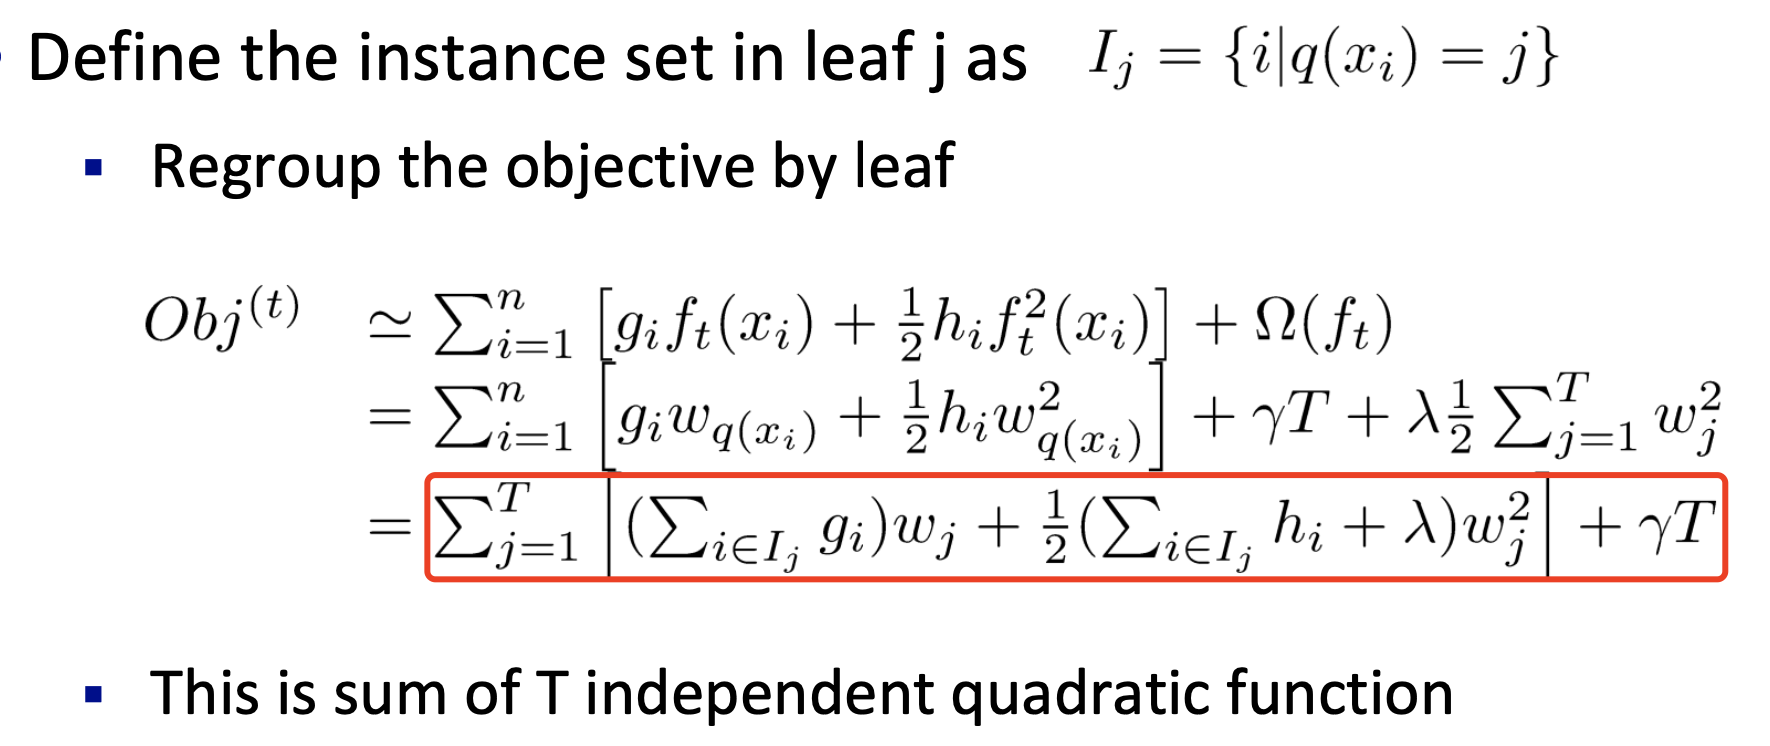 • Define the instance set in leaf j as $I_j = \{i|q(x_i) = j\}$
▪ Regroup the objective by leaf
$Obj^{(t)} \simeq \sum_{i=1}^{n} \left[g_i f_t(x_i) + \frac{1}{2} h_i f_t^2(x_i)\right] + \Omega(f_t)$
$= \sum_{i=1}^{n} \left[g_i w_{q(x_i)} + \frac{1}{2} h_i w_{q(x_i)}^2\right] + \gamma T + \lambda \frac{1}{2} \sum_{j=1}^{T} w_j^2$
$= \sum_{j=1}^{T} \left[(\sum_{i \in I_j} g_i) w_j + \frac{1}{2} (\sum_{i \in I_j} h_i + \lambda) w_j^2\right] + \gamma T$
▪ This is sum of T independent quadratic function